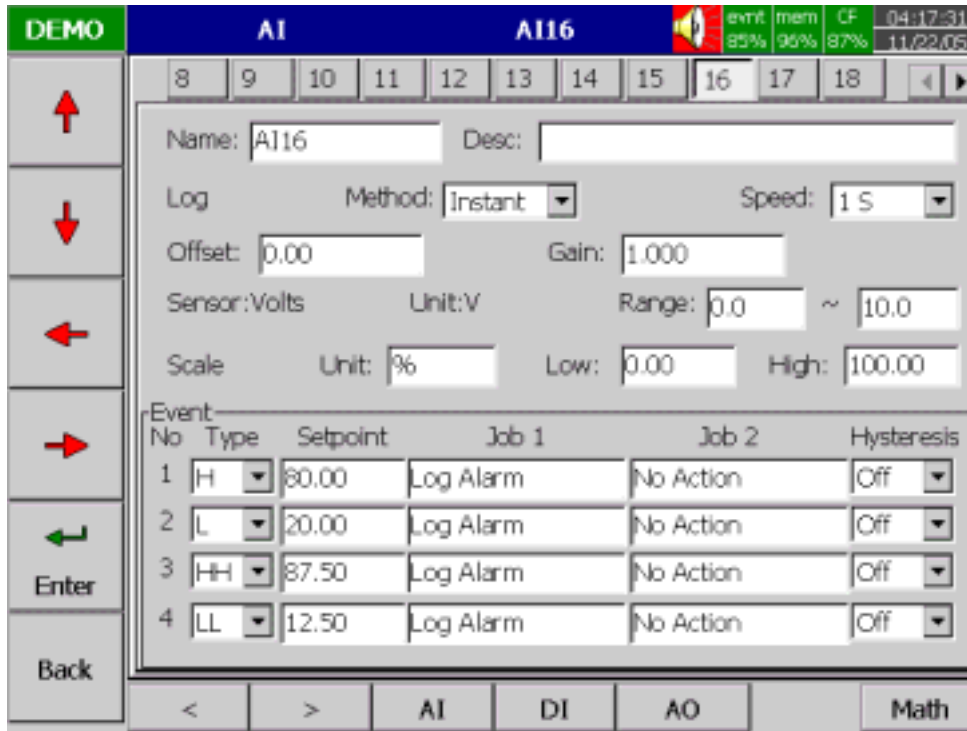 DEMO AI AI16 evnt mem CF 04:17:31
85% 96% 87% 11/22/05
8 9 10 11 12 13 14 15 16 17 18
Name: AI16 Desc:
Log Method: Instant Speed: 1 S
Offset: 0.00 Gain: 1.000
Sensor:Volts Unit:V Range: 0.0 ~ 10.0
Scale Unit: % Low: 0.00 High: 100.00
Event
No Type Setpoint Job 1 Job 2 Hysteresis
1 H 80.00 Log Alarm No Action Off
2 L 20.00 Log Alarm No Action Off
3 HH 87.50 Log Alarm No Action Off
4 LL 12.50 Log Alarm No Action Off
Enter
Back
< > AI DI AO Math